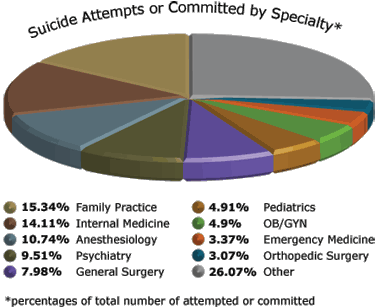 Suicide Attempts or Committed by Specialty*
15.34% Family Practice
14.11% Internal Medicine
10.74% Anesthesiology
9.51% Psychiatry
7.98% General Surgery
4.91% Pediatrics
4.9% OB/GYN
3.37% Emergency Medicine
3.07% Orthopedic Surgery
26.07% Other
*percentages of total number of attempted or committed